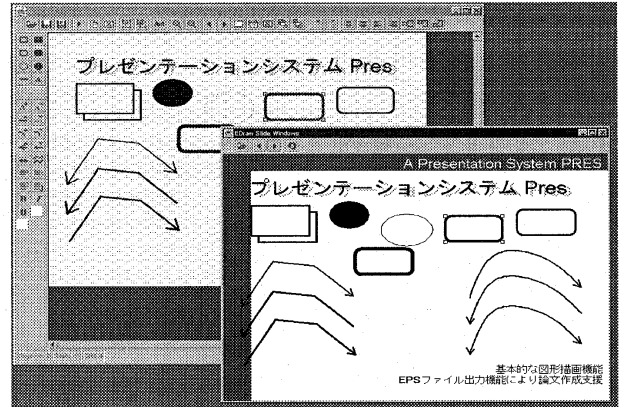 プレゼンテーションシステム Pres
EDraw Slide Windows
A Presentation System PRES
プレゼンテーションシステム Pres
基本的な図形描画機能
EPSファイル出力機能により論文作成支援